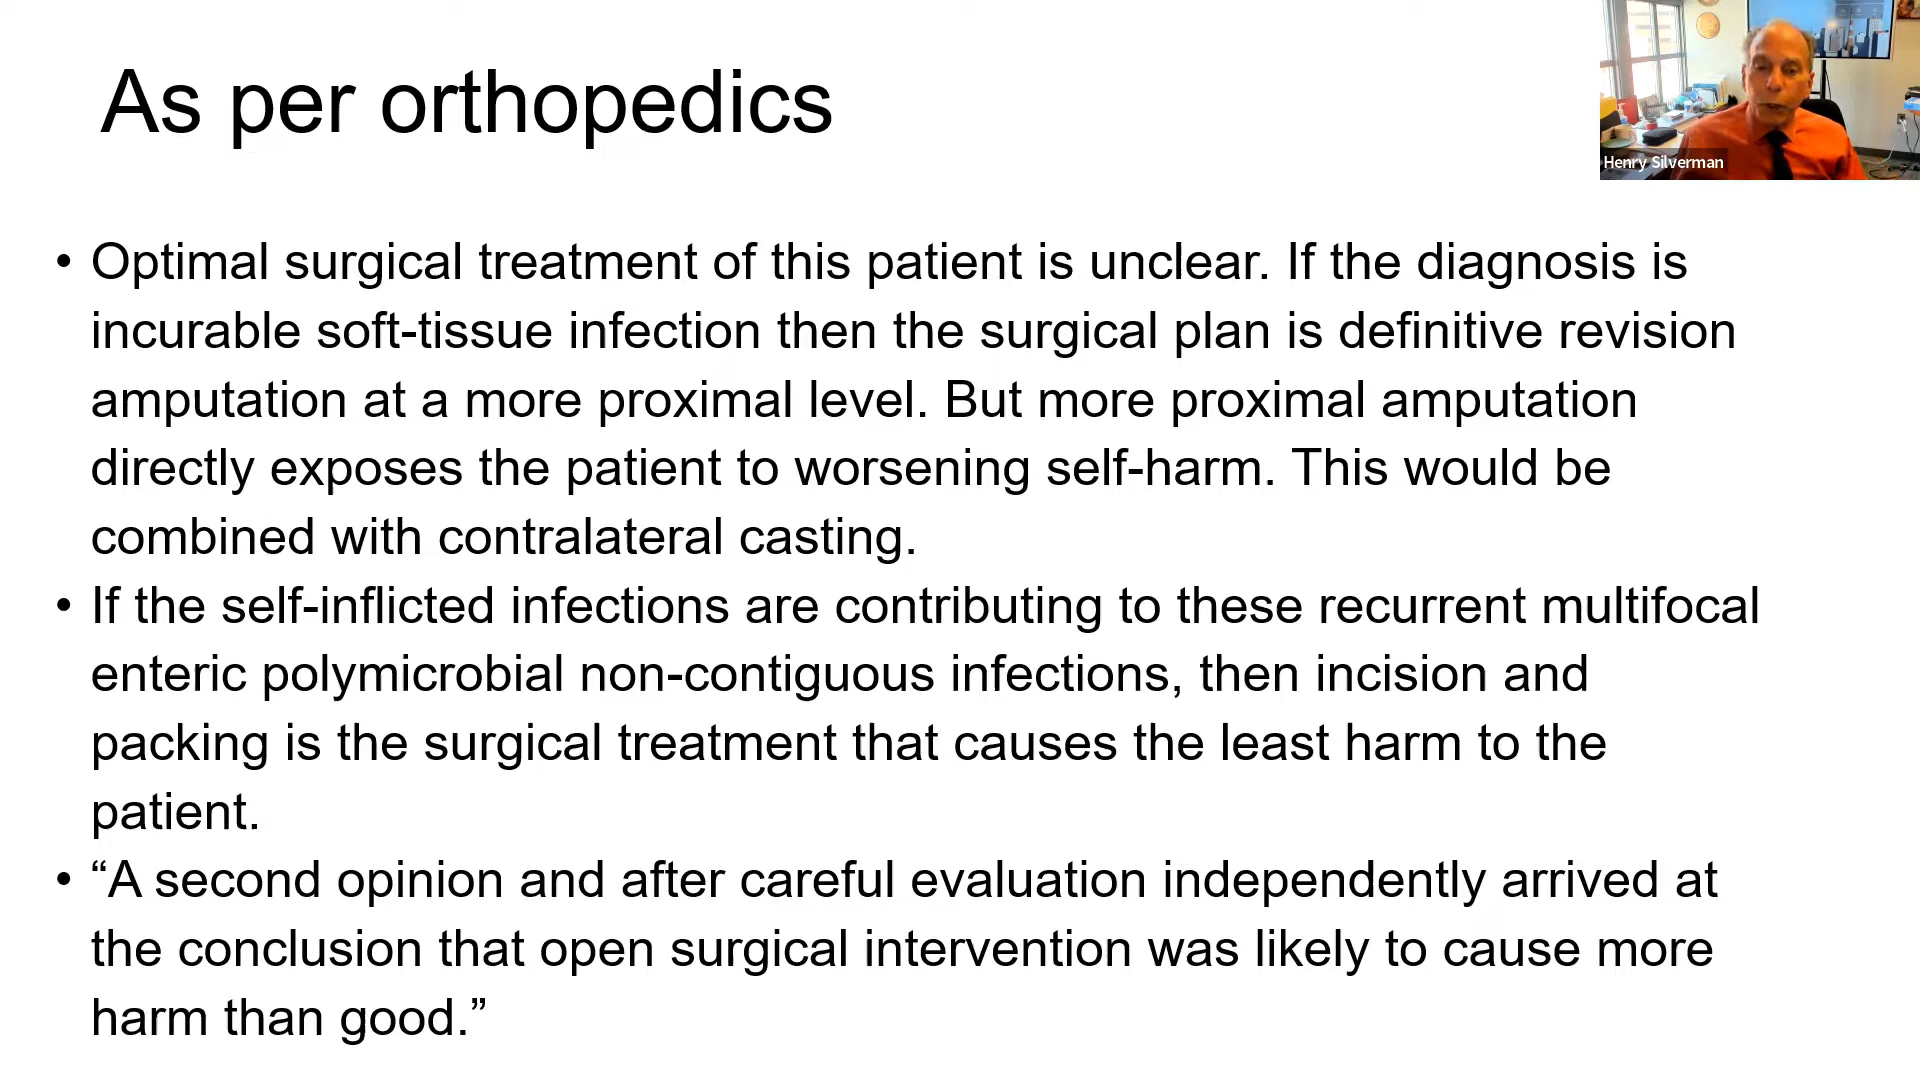 As per orthopedics
Henry Silverman
• Optimal surgical treatment of this patient is unclear. If the diagnosis is
incurable soft-tissue infection then the surgical plan is definitive revision
amputation at a more proximal level. But more proximal amputation
directly exposes the patient to worsening self-harm. This would be
combined with contralateral casting.
• If the self-inflicted infections are contributing to these recurrent multifocal
enteric polymicrobial non-contiguous infections, then incision and
packing is the surgical treatment that causes the least harm to the
patient.
• “A second opinion and after careful evaluation independently arrived at
the conclusion that open surgical intervention was likely to cause more
harm than good.”